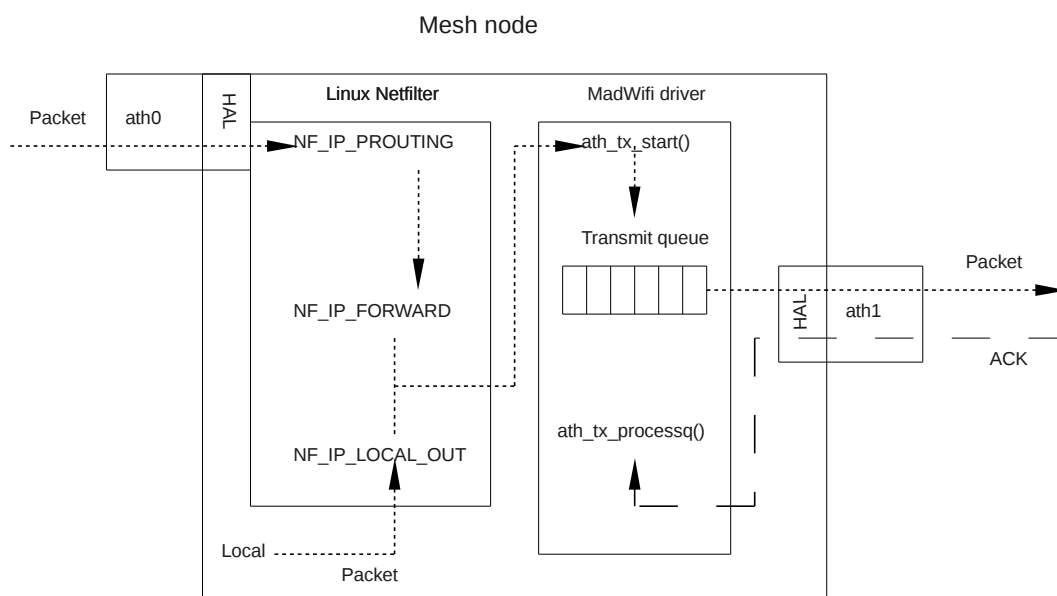 Mesh node
Linux Netfilter
MadWifi driver
Packet
ath0
HAL
NF_IP_PROUTING
ath_tx_start()
Transmit queue
Packet
NF_IP_FORWARD
HAL
ath1
ACK
ath_tx_processq()
NF_IP_LOCAL_OUT
Local
Packet